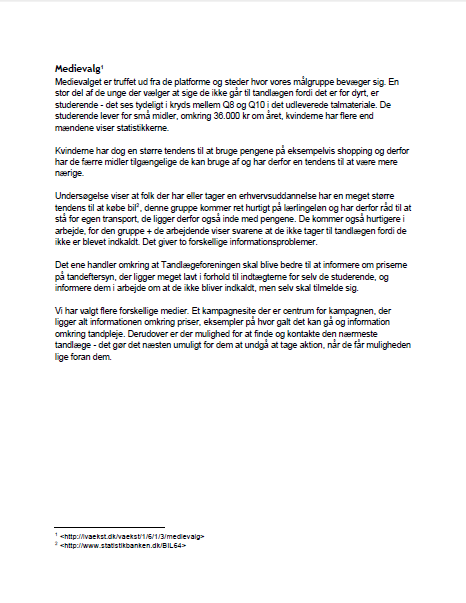 Medievalg¹
Medievalget er truffet ud fra de platforme og steder hvor vores målgruppe bevæger sig. En
stor del af de unge der vælger at sige de ikke går til tandlægen fordi det er for dyrt, er
studerende - det ses tydeligt i kryds mellem Q8 og Q10 i det udleverede talmateriale. De
studerende lever for små midler, omkring 36.000 kr om året, kvinderne har flere end
mændene viser statistikkerne.
Kvinderne har dog en større tendens til at bruge pengene på eksempelvis shopping og derfor
har de færre midler tilgængelige de kan bruge af og har derfor en tendens til at være mere
nærige.
Undersøgelse viser at folk der har eller tager en erhvervsuddannelse har en meget større
tendens til at købe bil², denne gruppe kommer ret hurtigt på lærlingeløn og har derfor råd til at
stå for egen transport, de ligger derfor også inde med pengene. De kommer også hurtigere i
arbejde, for den gruppe + de arbejdende viser svarene at de ikke tager til tandlægen fordi de
ikke er blevet indkaldt. Det giver to forskellige informationsproblemer.
Det ene handler omkring at Tandlægeforeningen skal blive bedre til at informere om priserne
på tandeftersyn, der ligger meget lavt i forhold til indtægterne for selv de studerende, og
informere dem i arbejde om at de ikke bliver indkaldt, men selv skal tilmelde sig.
Vi har valgt flere forskellige medier. Et kampagnesite der er centrum for kampagnen, der
ligger alt informationen omkring priser, eksempler på hvor galt det kan gå og information
omkring tandpleje. Derudover er der mulighed for at finde og kontakte den nærmeste
tandlæge - det gør det næsten umuligt for dem at undgå at tage aktion, når de får muligheden
lige foran dem.
¹ <http://ivaekst.dk/vaekst/1/6/1/3/medievalg>
² <http://www.statistikbanken.dk/BIL64>